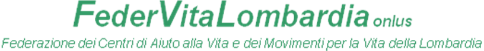 FederVitaLombardia onlus
Federazione dei Centri di Aiuto alla Vita e dei Movimenti per la Vita della Lombardia